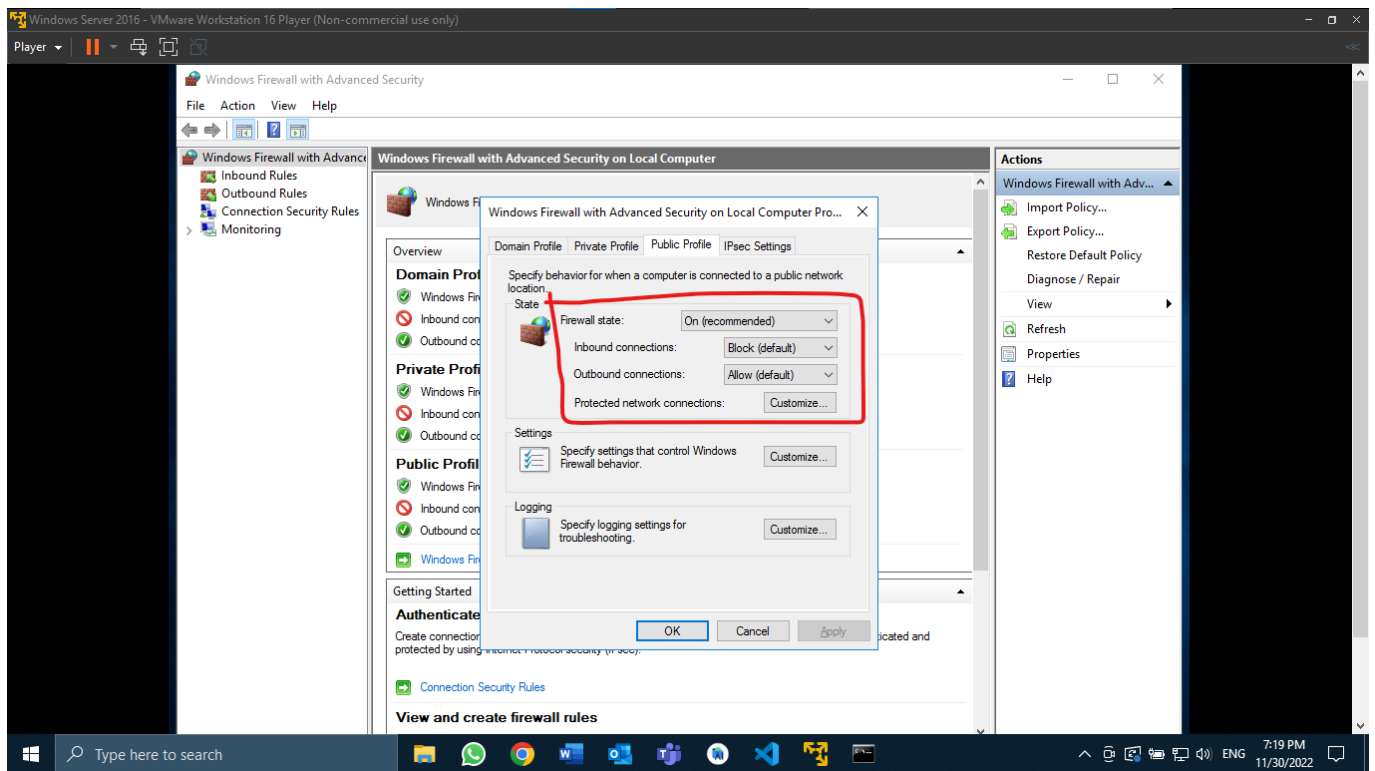 Windows Server 2016 - VMware Workstation 16 Player (Non-commercial use only)
Player
Windows Firewall with Advanced Security
File Action View Help
Windows Firewall with Advance
Inbound Rules
Outbound Rules
Connection Security Rules
Monitoring
Windows Firewall with Advanced Security on Local Computer
Windows Fi
Overview
Domain Prof
Windows Fire
Inbound con
Outbound co
Private Profi
Windows Fire
Inbound con
Outbound co
Public Profil
Windows Fire
Inbound con
Outbound co
Windows Fire
Getting Started
Authenticate
Create connection
icated and
protected by using Internet Protocol security (IPsec).
Connection Security Rules
View and create firewall rules
Windows Firewall with Advanced Security on Local Computer Pro...
Domain Profile Private Profile Public Profile IPsec Settings
Specify behavior for when a computer is connected to a public network
location.
State
Firewall state: On (recommended)
Inbound connections: Block (default)
Outbound connections: Allow (default)
Protected network connections: Customize...
Settings
Specify settings that control Windows
Firewall behavior.
Customize...
Logging
Specify logging settings for
troubleshooting.
Customize...
OK Cancel Apply
Actions
Windows Firewall with Adv...
Import Policy...
Export Policy...
Restore Default Policy
Diagnose / Repair
View
Refresh
Properties
Help
Type here to search
ENG
7:19 PM
11/30/2022